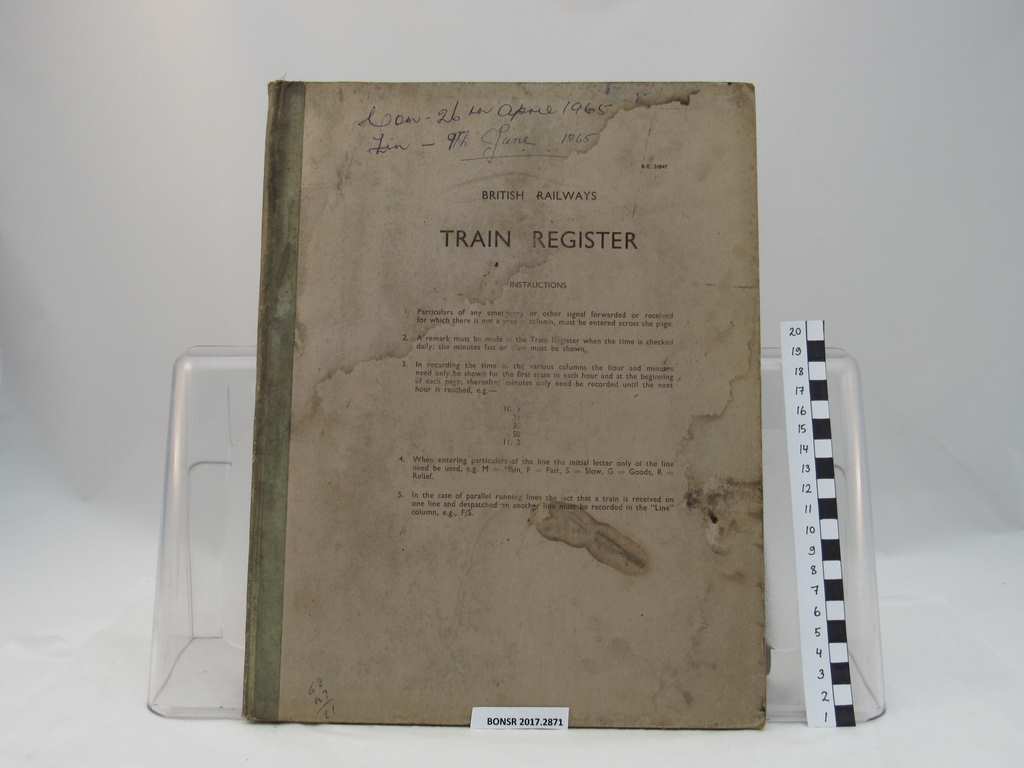 Com - 26th April 1965
Fin - 9th June 1965
BRITISH RAILWAYS
TRAIN REGISTER
INSTRUCTIONS
1. Particulars of any emergency or other signal forwarded or received
for which there is not a column, must be entered across the page.
2. A remark must be made in the Train Register when the time is checked
daily; the minutes fast or slow must be shown.
3. In recording the time in the various columns the hour and minutes
need only be shown for the first train in each hour and at the beginning
of each page, thereafter minutes only need be recorded until the next
hour is reached, e.g.—
50
11. 2
4. When entering particulars of the line the initial letter only of the line
need be used, e.g. M = Main, F = Fast, S = Slow, G = Goods, R =
Relief.
5. In the case of parallel running lines the fact that a train is received on
one line and despatched on another line must be recorded in the "Line"
column, e.g., F/S.
BONSR 2017.2871
20
19
18
17
16
15
14
13
12
11
10
9
8
7
6
5
4
3
2
1